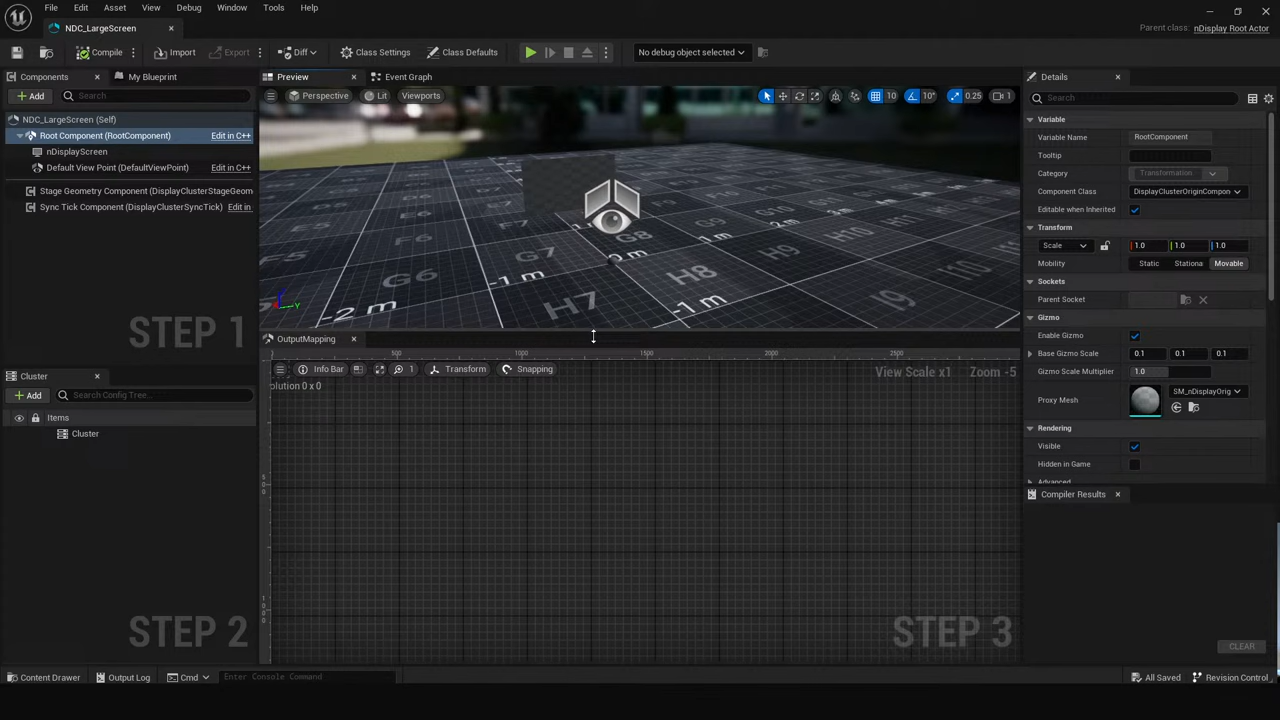 File Edit Asset View Debug Window Tools Help
NDC_LargeScreen
Parent class: nDisplay Root Actor
Compile Import Export Diff Class Settings Class Defaults No debug object selected
Components My Blueprint
Add Search
NDC_LargeScreen (Self)
Root Component (RootComponent) Edit in C++
nDisplayScreen
Default View Point (DefaultViewPoint) Edit in C++
Stage Geometry Component (DisplayClusterStageGeom
Sync Tick Component (DisplayClusterSyncTick) Edit in
STEP 1
Cluster
Add Search Config Tree...
Items
Cluster
STEP 2
Preview Event Graph
Perspective Lit Viewports 10 10° 0.25 1
E5 F5 F6 G6 G7 H7 G8 H8 G9 H9 H10 H11 I9
-2 m -1 m 0 m -1 m
OutputMapping
500 1000 1500 2000 2500
Info Bar 1 Transform Snapping View Scale x1 Zoom -5
olution 0 x 0
STEP 3
Details
Search
Variable
Variable Name RootComponent
Tooltip
Category Transformation
Component Class DisplayClusterOriginCompon
Editable when Inherited
Transform
Scale 1.0 1.0 1.0
Mobility Static Stationa Movable
Sockets
Parent Socket
Gizmo
Enable Gizmo
Base Gizmo Scale 0.1 0.1 0.1
Gizmo Scale Multiplier 1.0
Proxy Mesh SM_nDisplayOrig
Rendering
Visible
Hidden in Game
Advanced
Compiler Results
CLEAR
Content Drawer Output Log Cmd Enter Console Command All Saved Revision Control